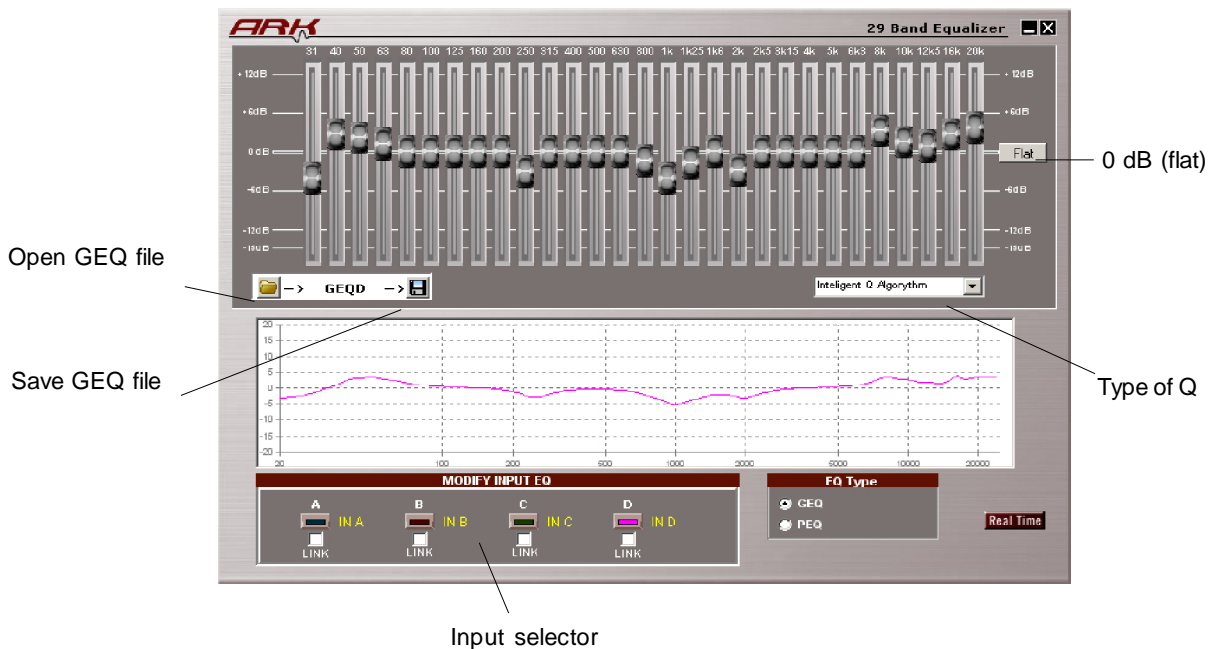 ARK 29 Band Equalizer
31 40 50 63 80 100 125 160 200 250 315 400 500 630 800 1k 1k25 1k6 2k 2k5 3k15 4k 5k 6k3 8k 10k 12k5 16k 20k
+12dB +12dB
+6dB +6dB
0dB Flat
0 dB (flat)
-6dB -6dB
-12dB -12dB
Open GEQ file
-> GEQD ->
Inteligent Q Algorythm
20
15
10
5
0
-5
-10
-15
-20
Save GEQ file
Type of Q
20 100 200 500 1000 2000 5000 10000 20000
MODIFY INPUT EQ
A B C D
IN A IN B IN C IN D
LINK LINK LINK LINK
EQ Type
GEQ
PEQ
Real Time
Input selector